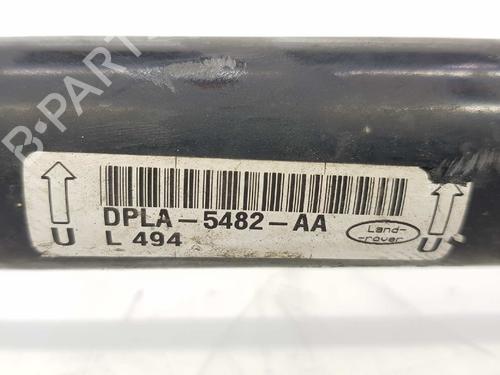 B-PARTS
DPLA-5482-AA
L 494
U
Land-
-rover
U